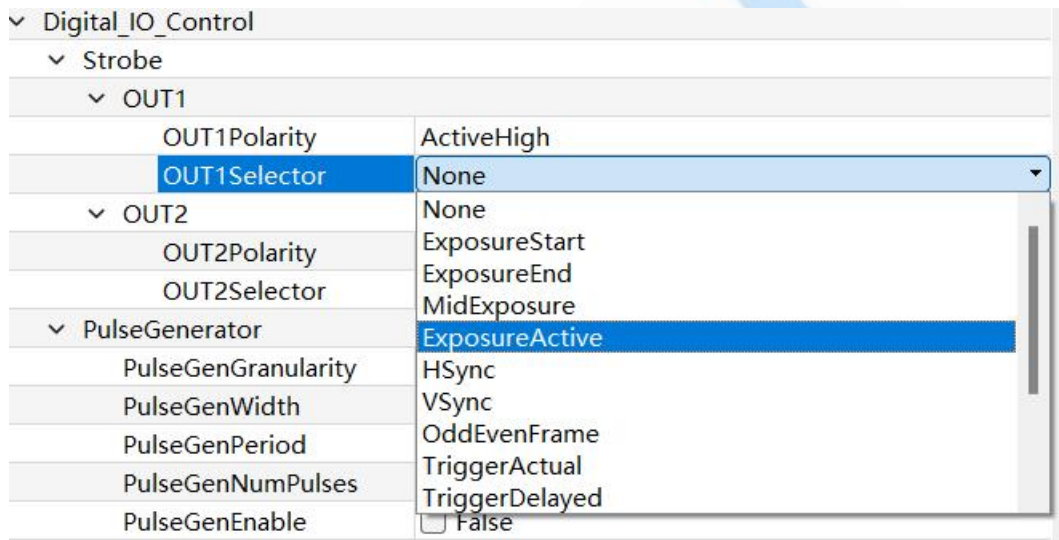 Digital_IO_Control
Strobe
OUT1
OUT1Polarity ActiveHigh
OUT1Selector None
None
OUT2
ExposureStart
OUT2Polarity
ExposureEnd
OUT2Selector
MidExposure
PulseGenerator
ExposureActive
PulseGenGranularity
HSync
PulseGenWidth
VSync
PulseGenPeriod
OddEvenFrame
TriggerActual
PulseGenNumPulses
TriggerDelayed
PulseGenEnable False